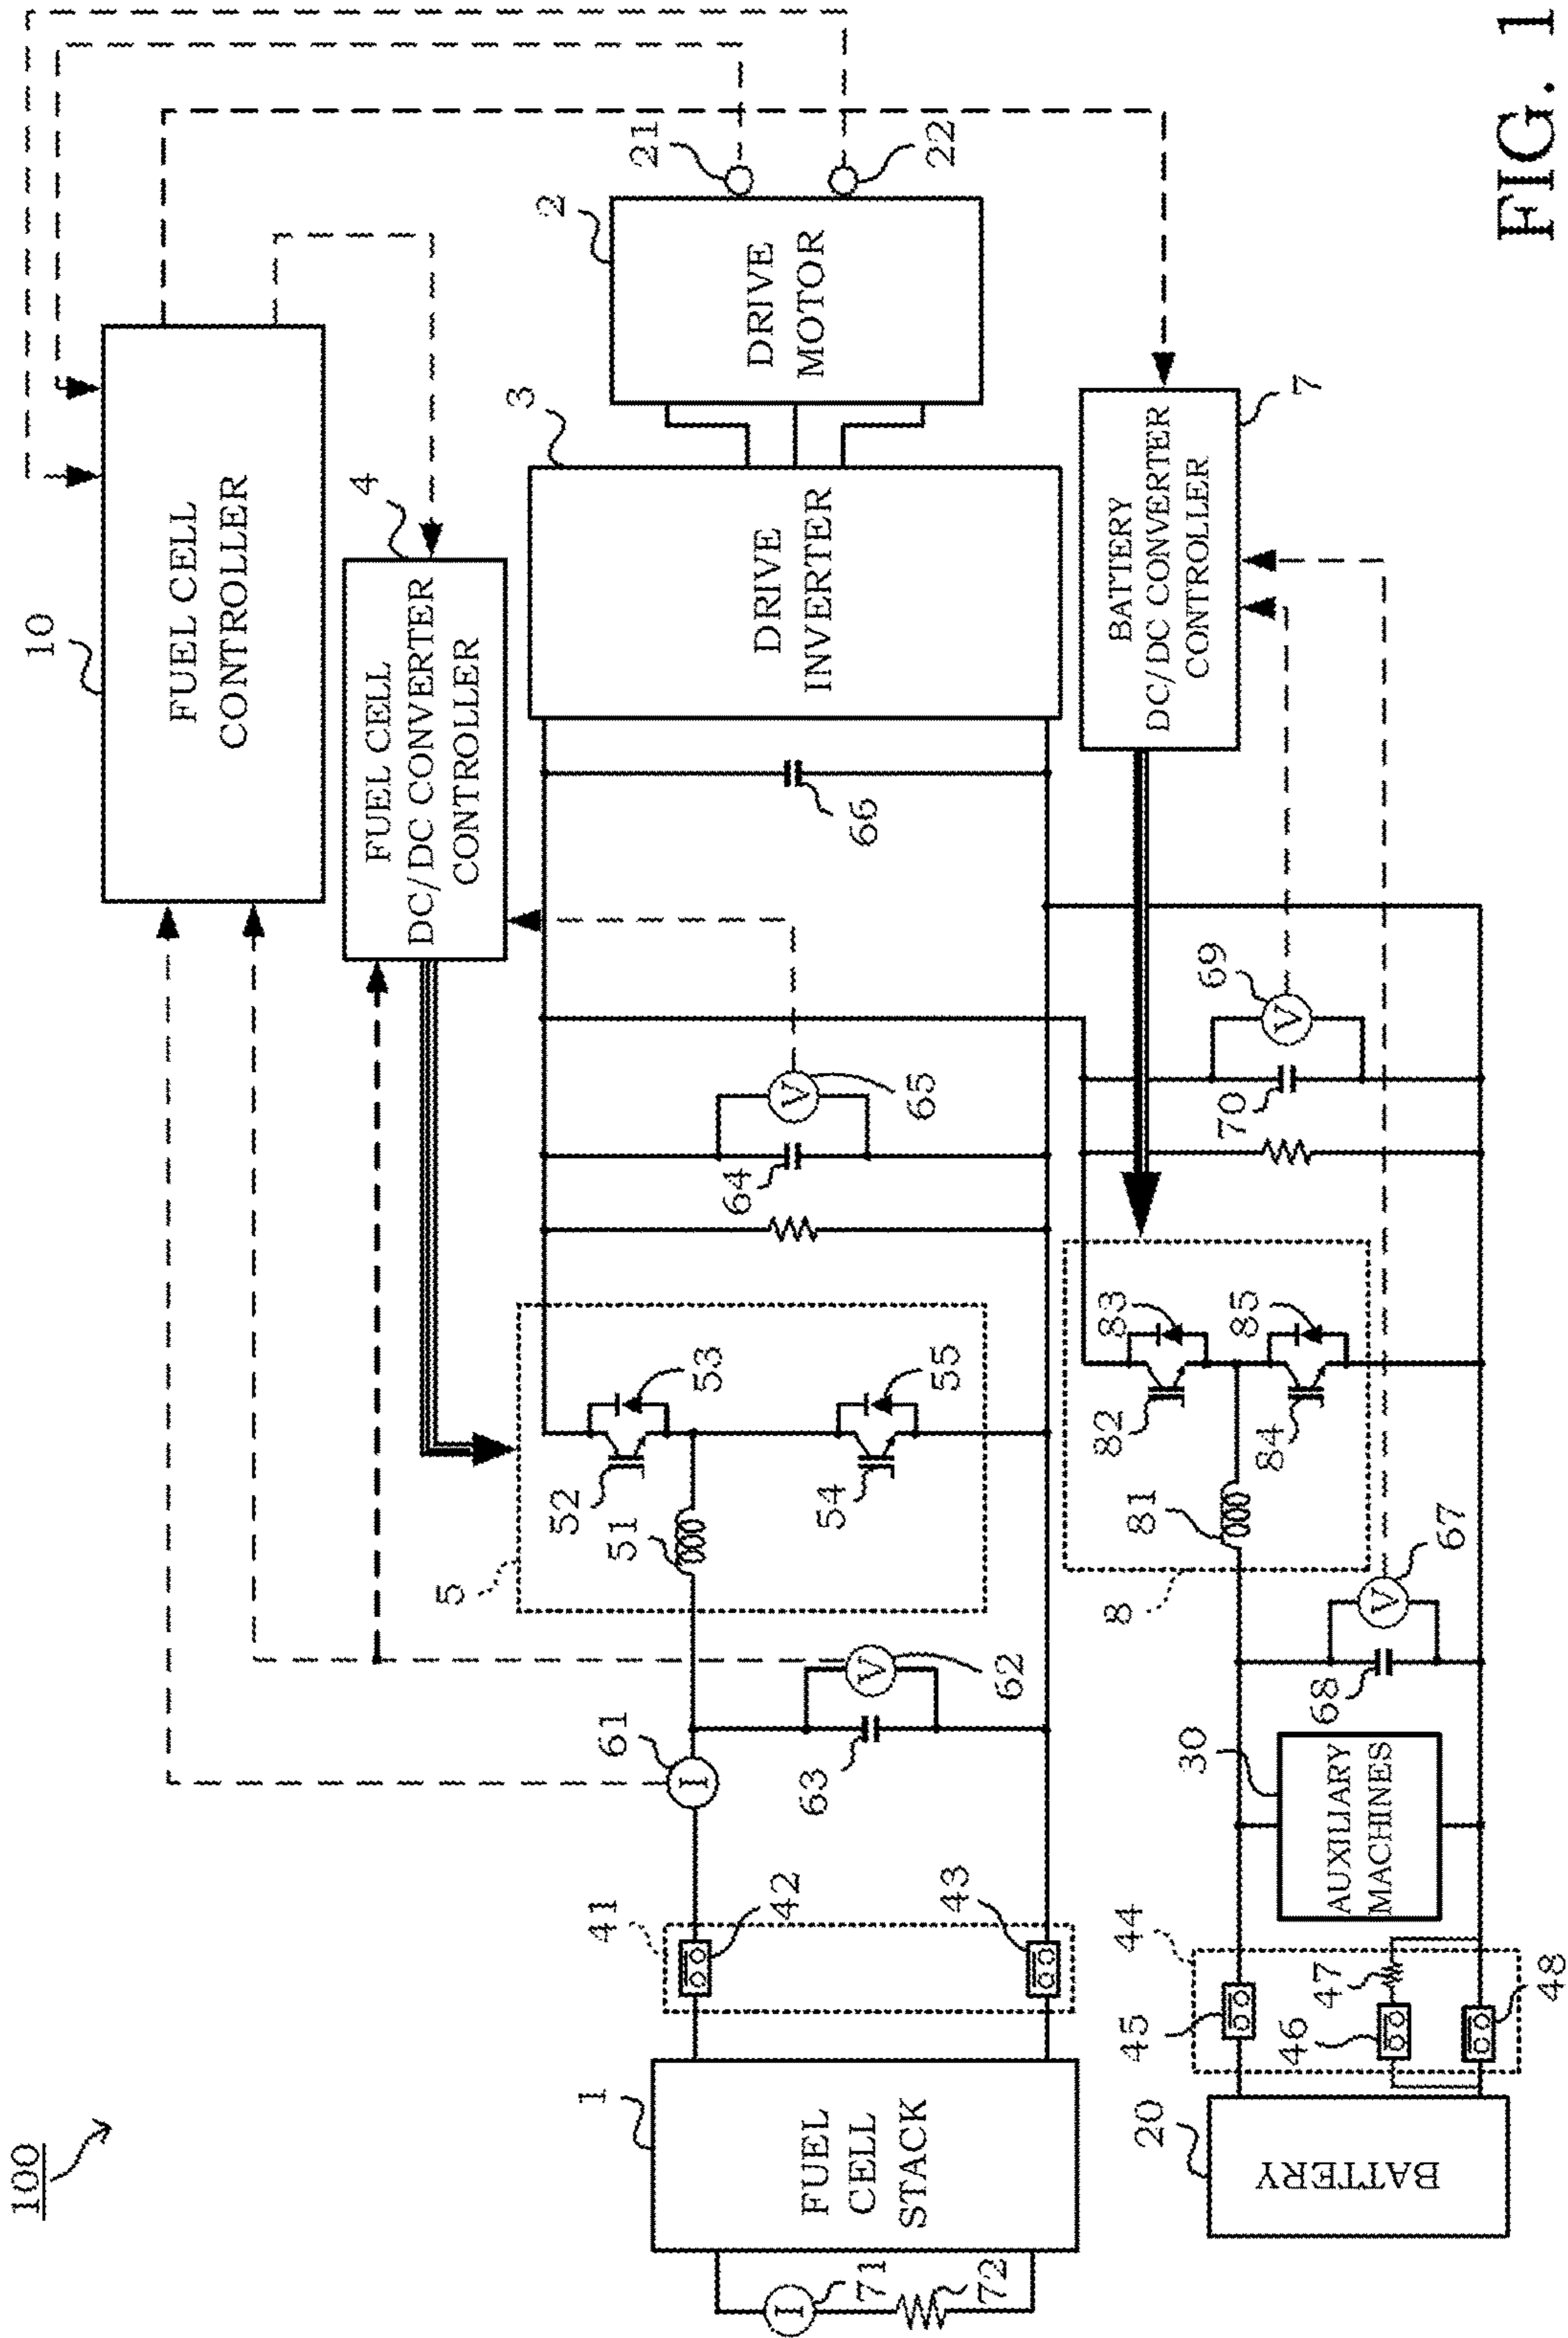 100
10
FUEL CELL
CONTROLLER
4
FUEL CELL
DC/DC CONVERTER
CONTROLLER
3
DRIVE
INVERTER
2
DRIVE
MOTOR
21
22
1
FUEL
CELL
STACK
I
71
72
41
42
43
61
I
62
V
63
5
51
52
53
54
55
64
65
V
66
20
BATTERY
44
45
46
47
48
30
AUXILIARY
MACHINES
67
V
68
8
81
82
83
84
85
69
V
70
7
BATTERY
DC/DC CONVERTER
CONTROLLER
FIG. 1